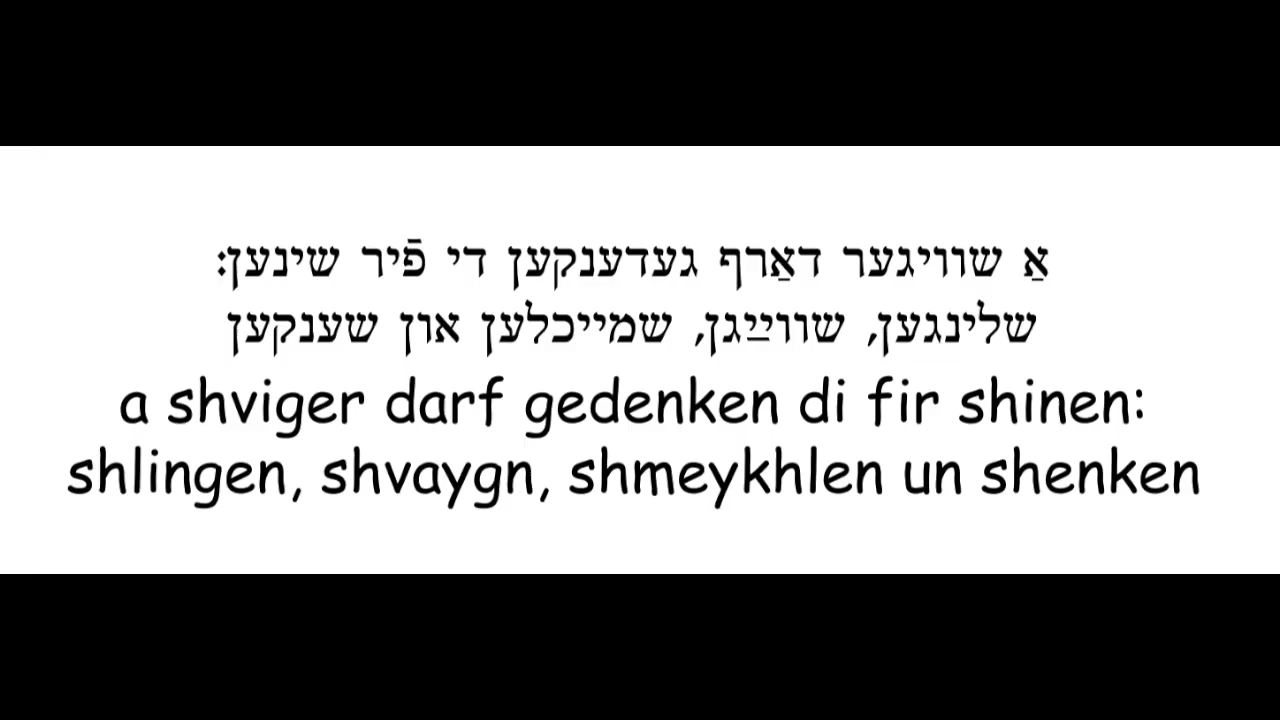 אַ שוויגער דאַרף געדענקען די פֿיר שינען:
שלינגען, שווײַגן, שמייכלען און שענקען
a shviger darf gedenken di fir shinen:
shlingen, shvaygn, shmeykhlen un shenken